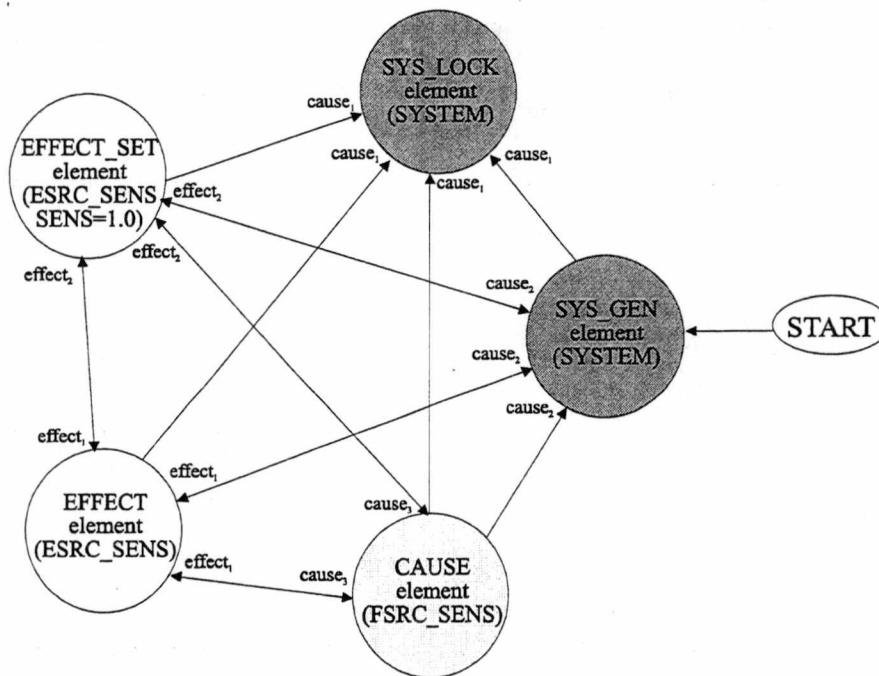 SYS_LOCK
element
(SYSTEM)
cause₁
cause₁
cause₁
cause₁
EFFECT_SET
element
(ESRC_SENS
SENS=1.0)
effect₂
effect₂
effect₂
cause₂
SYS_GEN
element
(SYSTEM)
START
cause₂
cause₂
effect₁
effect₁
EFFECT
element
(ESRC_SENS)
effect₁
cause₃
cause₃
CAUSE
element
(FSRC_SENS)